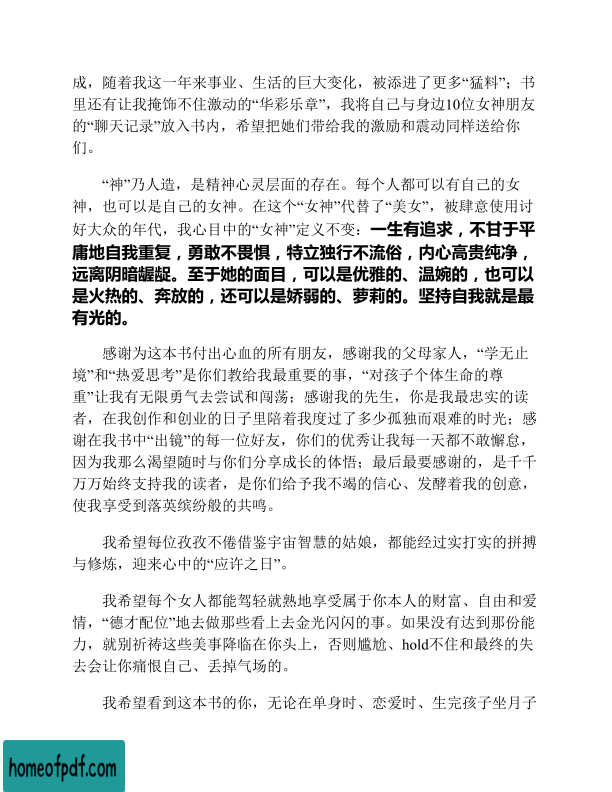 成，随着我这一年来事业、生活的巨大变化，被添进了更多“猛料”；书
里还有让我掩饰不住激动的“华彩乐章”，我将自己与身边10位女神朋友
的“聊天记录”放入书内，希望把她们带给我的激励和震动同样送给你
们。
“神”乃人造，是精神心灵层面的存在。每个人都可以有自己的女
神，也可以是自己的女神。在这个“女神”代替了“美女”，被肆意使用讨
好大众的年代，我心目中的“女神”定义不变：一生有追求，不甘于平
庸地自我重复，勇敢不畏惧，特立独行不流俗，内心高贵纯净，
远离阴暗龌龊。至于她的面目，可以是优雅的、温婉的，也可以
是火热的、奔放的，还可以是娇弱的、萝莉的。坚持自我就是最
有光的。
感谢为这本书付出心血的所有朋友，感谢我的父母家人，“学无止
境”和“热爱思考”是你们教给我最重要的事，“对孩子个体生命的尊
重”让我有无限勇气去尝试和闯荡；感谢我的先生，你是我最忠实的读
者，在我创作和创业的日子里陪着我度过了多少孤独而艰难的时光；感
谢在我书中“出镜”的每一位好友，你们的优秀让我每一天都不敢懈怠，
因为我那么渴望随时与你们分享成长的体悟；最后最要感谢的，是千千
万万始终支持我的读者，是你们给予我不竭的信心、发酵着我的创意，
使我享受到落英缤纷般的共鸣。
我希望每位孜孜不倦借鉴宇宙智慧的姑娘，都能经过实打实的拼搏
与修炼，迎来心中的“应许之日”。
我希望每个女人都能驾轻就熟地享受属于你本人的财富、自由和爱
情，“德才配位”地去做那些看上去金光闪闪的事。如果没有达到那份能
力，就别祈祷这些美事降临在你头上，否则尴尬、hold不住和最终的失
去会让你痛恨自己、丢掉气场的。
我希望看到这本书的你，无论在单身时、恋爱时、生完孩子坐月子
homeofpdf.com